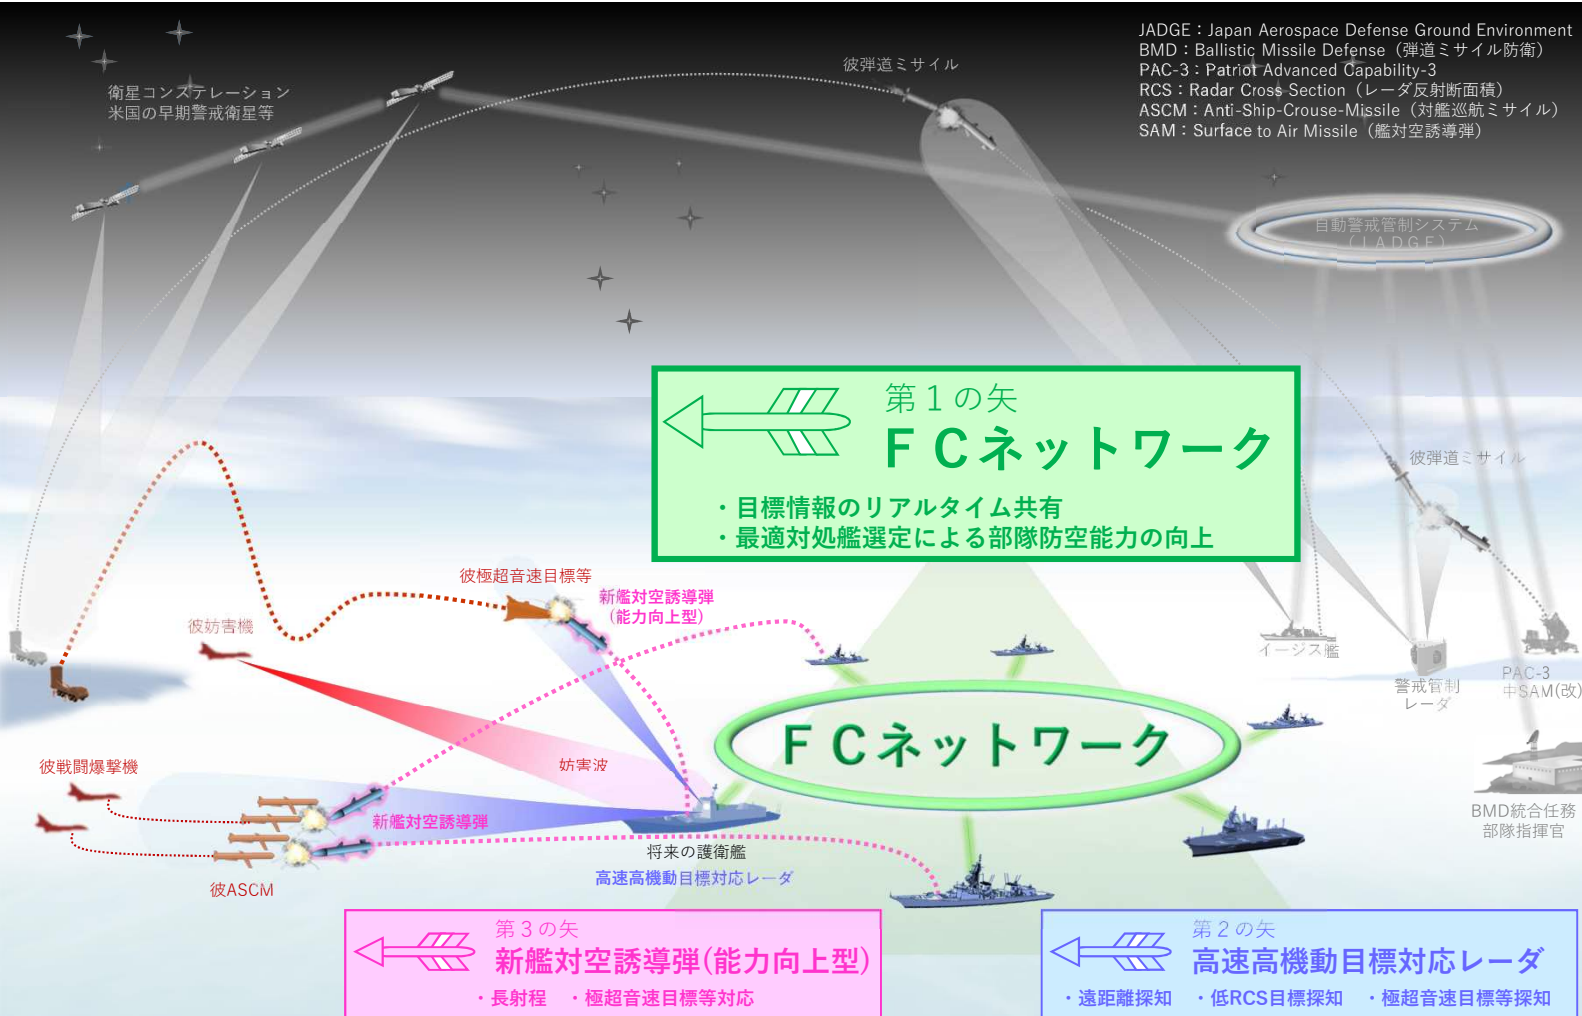 JADGE：Japan Aerospace Defense Ground Environment
BMD：Ballistic Missile Defense（弾道ミサイル防衛）
PAC-3：Patriot Advanced Capability-3
RCS：Radar Cross Section（レーダ反射断面積）
ASCM：Anti-Ship-Crouse-Missile（対艦巡航ミサイル）
SAM：Surface to Air Missile（艦対空誘導弾）
彼弾道ミサイル
衛星コンステレーション
米国の早期警戒衛星等
自動警戒管制システム
（ＪＡＤＧＥ）
第１の矢
ＦＣネットワーク
・目標情報のリアルタイム共有
・最適対処艦選定による部隊防空能力の向上
彼弾道ミサイル
彼極超音速目標等
新艦対空誘導弾
（能力向上型）
彼妨害機
イージス艦
警戒管制
レーダ
PAC-3
中SAM(改)
ＦＣネットワーク
妨害波
彼戦闘爆撃機
新艦対空誘導弾
将来の護衛艦
高速高機動目標対応レーダ
彼ASCM
BMD統合任務
部隊指揮官
第３の矢
新艦対空誘導弾(能力向上型)
・長射程　・極超音速目標等対応
第２の矢
高速高機動目標対応レーダ
・遠距離探知　・低RCS目標探知　・極超音速目標等探知